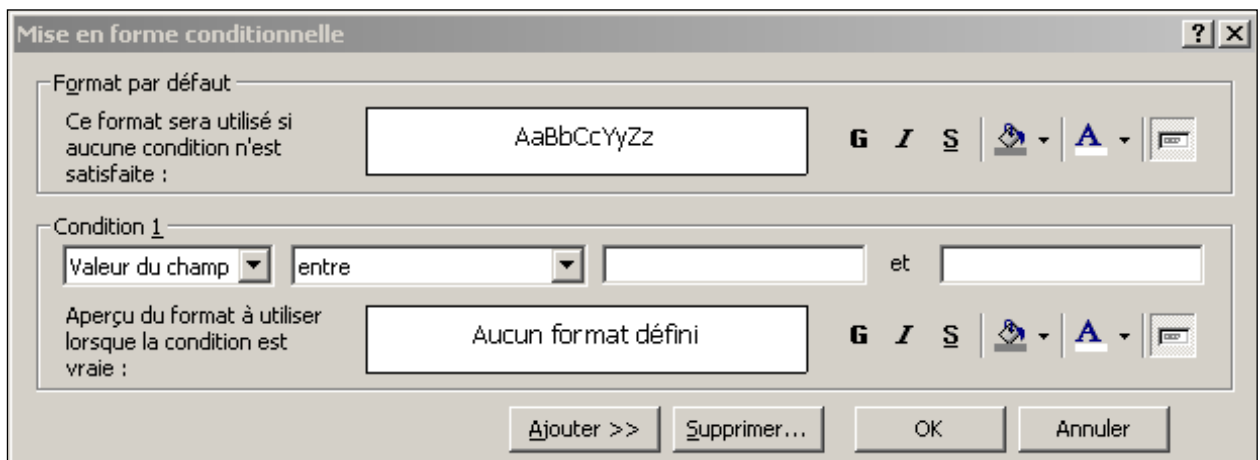 Mise en forme conditionnelle
Format par défaut
Ce format sera utilisé si
aucune condition n'est
satisfaite :
AaBbCcYyZz
G I S A
Condition 1
Valeur du champ entre et
Aperçu du format à utiliser
lorsque la condition est
vraie :
Aucun format défini
G I S A
Ajouter >> Supprimer... OK Annuler